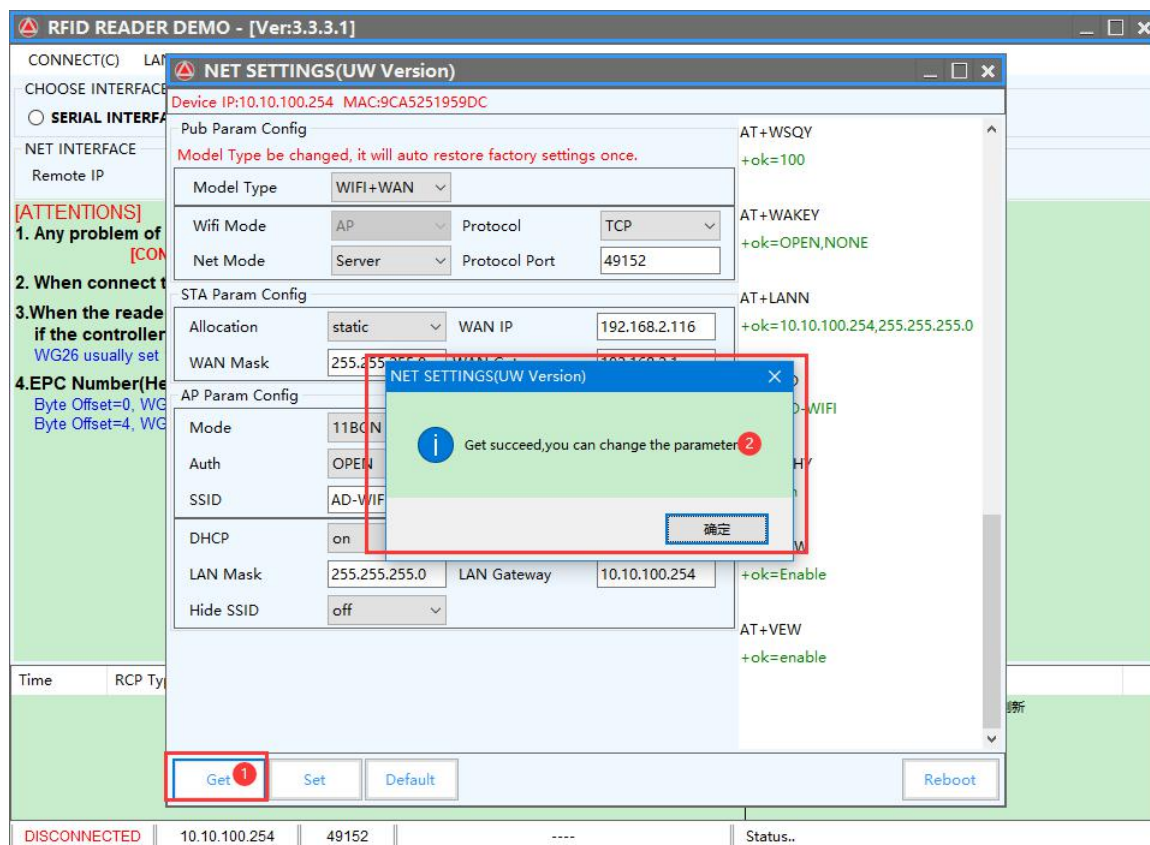 RFID READER DEMO - [Ver:3.3.3.1]
CONNECT(C)
CHOOSE INTERFACE
SERIAL
NET INTERFACE
Remote IP
[ATTENTIONS]
1. Any problem of
2. When connect
3.When the reade
if the controller
WG26 usually set
4.EPC Number(He
Byte Offset=0, WG
Byte Offset=4, WG
NET SETTINGS(UW Version)
Device IP:10.10.100.254 MAC:9CA5251959DC
Pub Param Config
Model Type be changed, it will auto restore factory settings once.
Model Type WIFI+WAN
Wifi Mode AP Protocol TCP
Net Mode Server Protocol Port 49152
STA Param Config
Allocation static WAN IP 192.168.2.116
WAN Mask
AP Param Config
Mode 11BGN
Auth OPEN
SSID AD-WIF
DHCP on
LAN Mask 255.255.255.0 LAN Gateway 10.10.100.254
Hide SSID off
NET SETTINGS(UW Version)
Get succeed,you can change the parameter 2
确定
AT+WSQY
+ok=100
AT+WAKEY
+ok=OPEN,NONE
AT+LANN
+ok=10.10.100.254,255.255.255.0
-WIFI
+ok=Enable
AT+VEW
+ok=enable
Get 1 Set Default Reboot
Time RCP Ty
DISCONNECTED 10.10.100.254 49152 ---- Status..